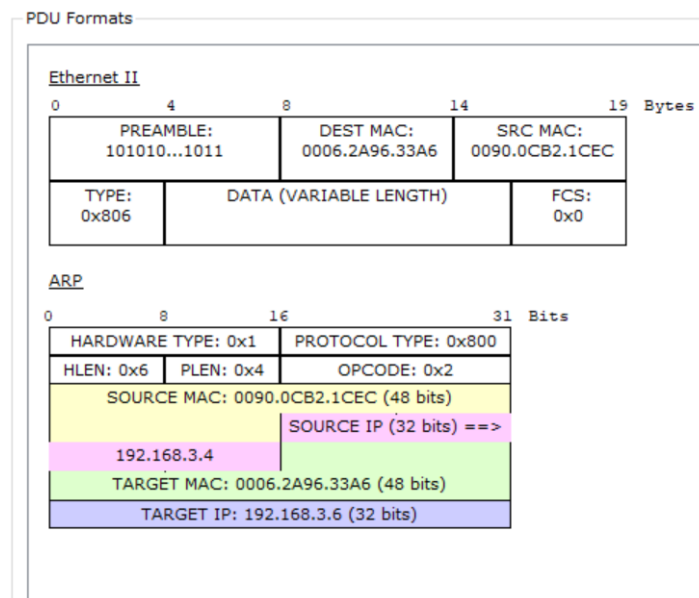 PDU Formats
Ethernet II
0 4 8 14 19 Bytes
PREAMBLE: DEST MAC: SRC MAC:
101010...1011 0006.2A96.33A6 0090.0CB2.1CEC
TYPE: DATA (VARIABLE LENGTH) FCS:
0x806 0x0
ARP
0 8 16 31 Bits
HARDWARE TYPE: 0x1 PROTOCOL TYPE: 0x800
HLEN: 0x6 PLEN: 0x4 OPCODE: 0x2
SOURCE MAC: 0090.0CB2.1CEC (48 bits)
SOURCE IP (32 bits) ==>
192.168.3.4
TARGET MAC: 0006.2A96.33A6 (48 bits)
TARGET IP: 192.168.3.6 (32 bits)